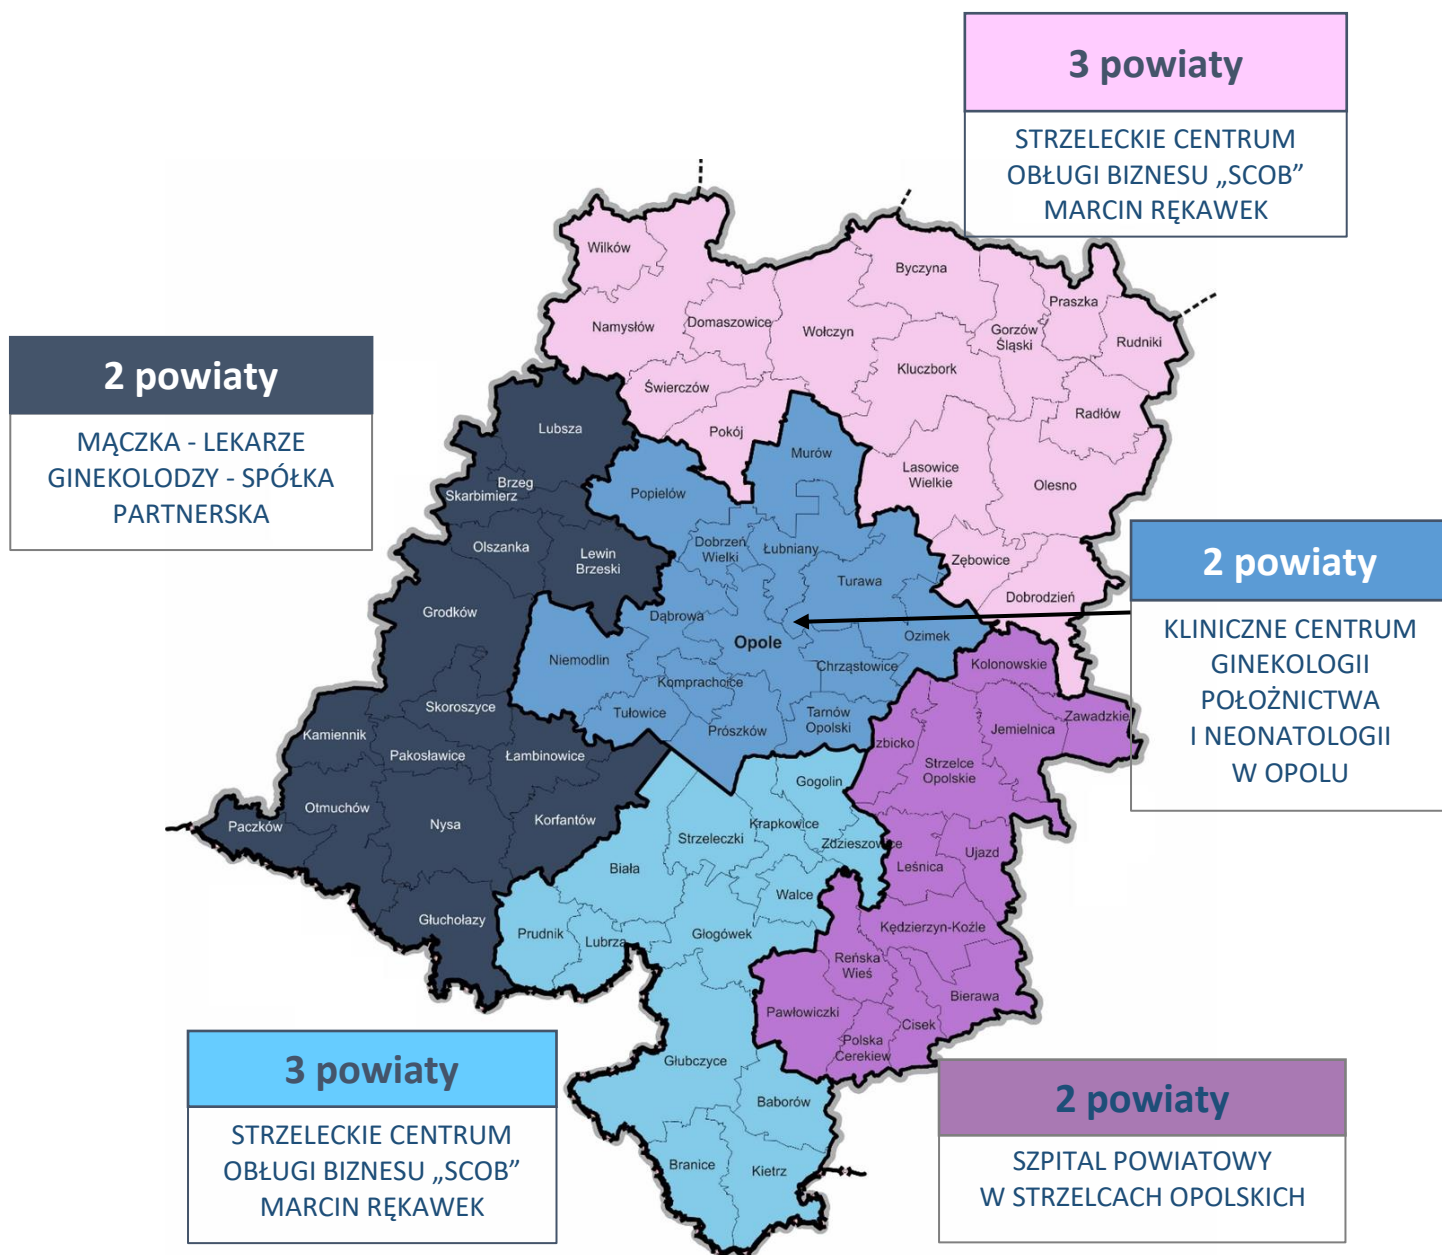 3 powiaty
STRZELECKIE CENTRUM
OBŁUGI BIZNESU „SCOB”
MARCIN RĘKAWEK
2 powiaty
MĄCZKA - LEKARZE
GINEKOLODZY - SPÓŁKA
PARTNERSKA
2 powiaty
KLINICZNE CENTRUM
GINEKOLOGII
POŁOŻNICTWA
I NEONATOLOGII
W OPOLU
3 powiaty
STRZELECKIE CENTRUM
OBŁUGI BIZNESU „SCOB”
MARCIN RĘKAWEK
2 powiaty
SZPITAL POWIATOWY
W STRZELCACH OPOLSKICH
Wilków
Namysłów
Domaszowice
Świerczów
Pokój
Wołczyn
Byczyna
Kluczbork
Gorzów
Śląski
Praszka
Rudniki
Radłów
Lasowice
Wielkie
Olesno
Zębowice
Dobrodzień
Lubsza
Brzeg
Skarbimierz
Olszanka
Lewin
Brzeski
Grodków
Skoroszyce
Kamiennik
Pakosławice
Łambinowice
Otmuchów
Paczków
Nysa
Korfantów
Głuchołazy
Murów
Popielów
Dobrzeń
Wielki
Łubniany
Turawa
Dąbrowa
Opole
Ozimek
Niemodlin
Komprachcice
Chrząstowice
Tułowice
Prószków
Tarnów
Opolski
Kolonowskie
Zawadzkie
Jemielnica
zbicko
Strzelce
Opolskie
Ujazd
Leśnica
Kędzierzyn-Koźle
Reńska
Wieś
Bierawa
Pawłowiczki
Cisek
Polska
Cerekiew
Gogolin
Krapkowice
Strzeleczki
Zdzieszowice
Biała
Walce
Prudnik
Lubrza
Głogówek
Głubczyce
Baborów
Branice
Kietrz